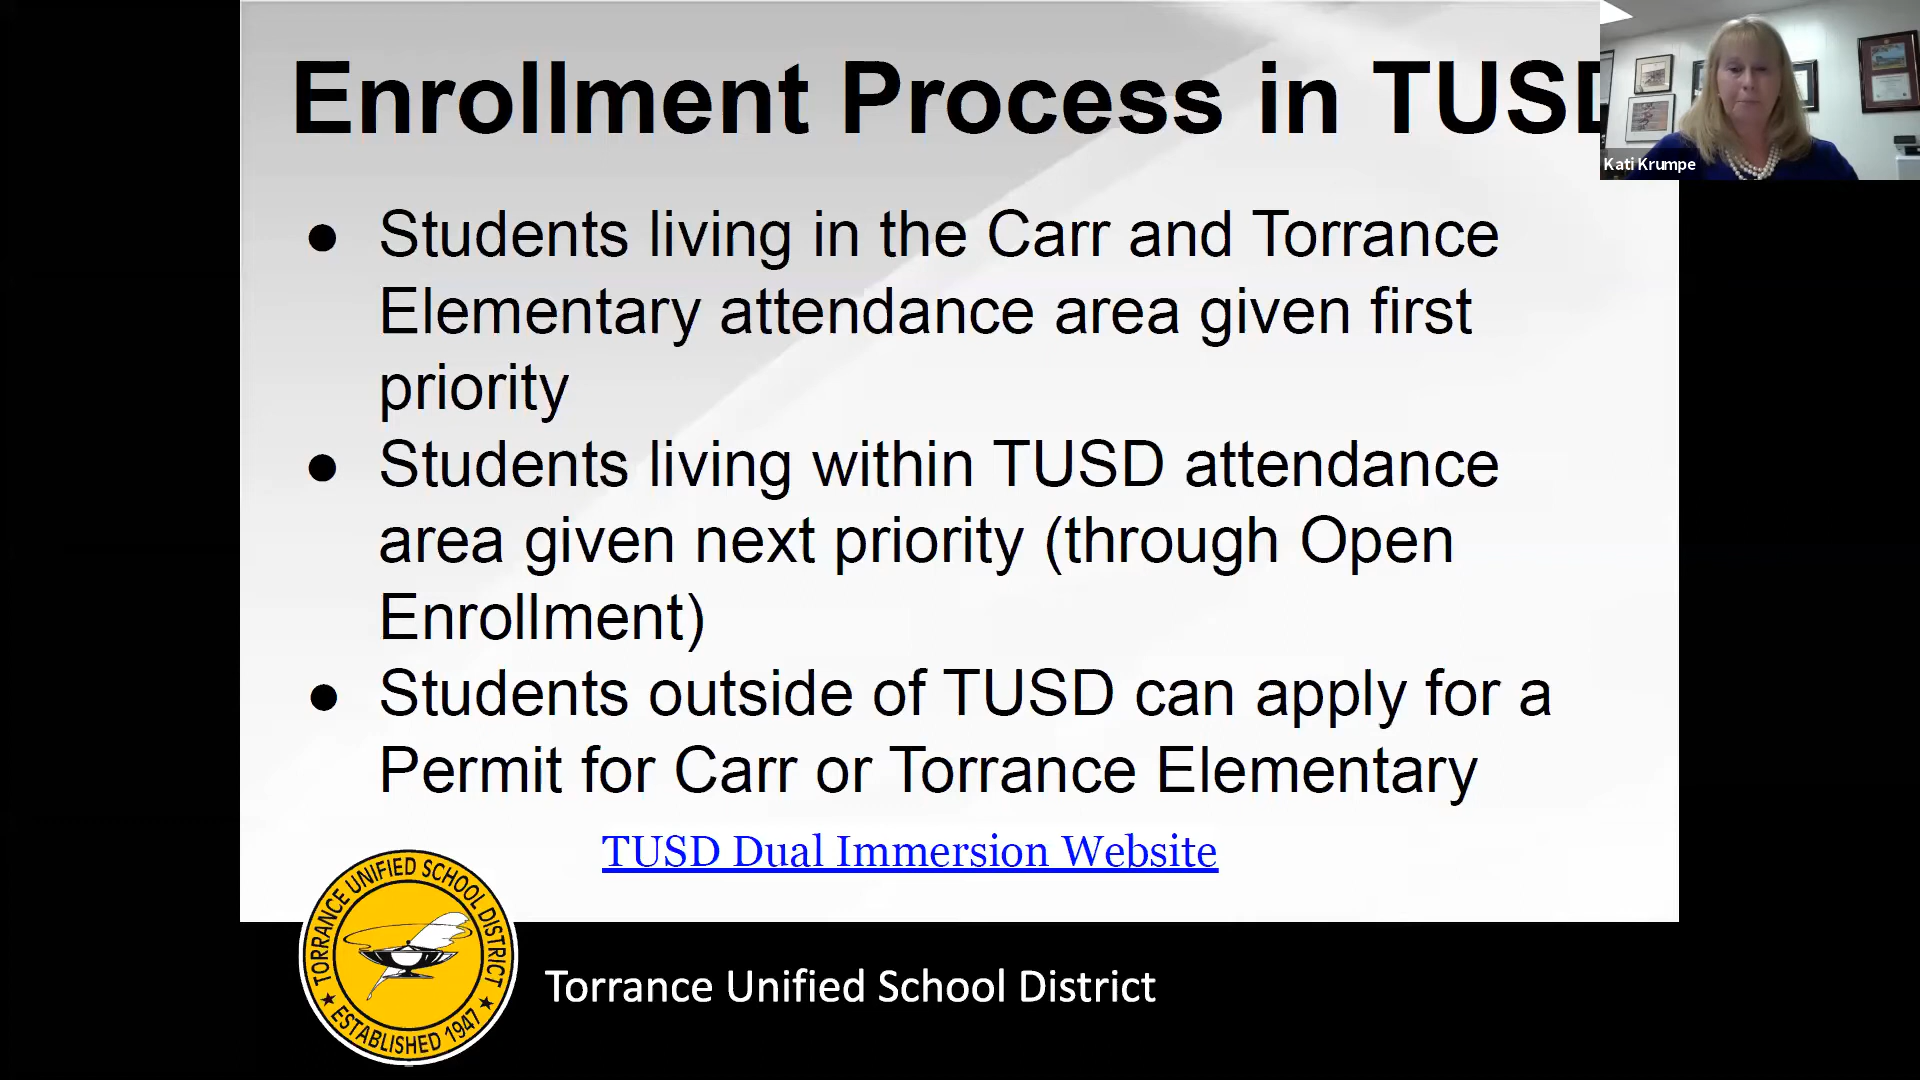 Enrollment Process in TUSD
Kati Krumpe
● Students living in the Carr and Torrance
Elementary attendance area given first
priority
● Students living within TUSD attendance
area given next priority (through Open
Enrollment)
● Students outside of TUSD can apply for a
Permit for Carr or Torrance Elementary
TUSD Dual Immersion Website
TORRANCE UNIFIED SCHOOL DISTRICT
★ ESTABLISHED 1947 ★
Torrance Unified School District